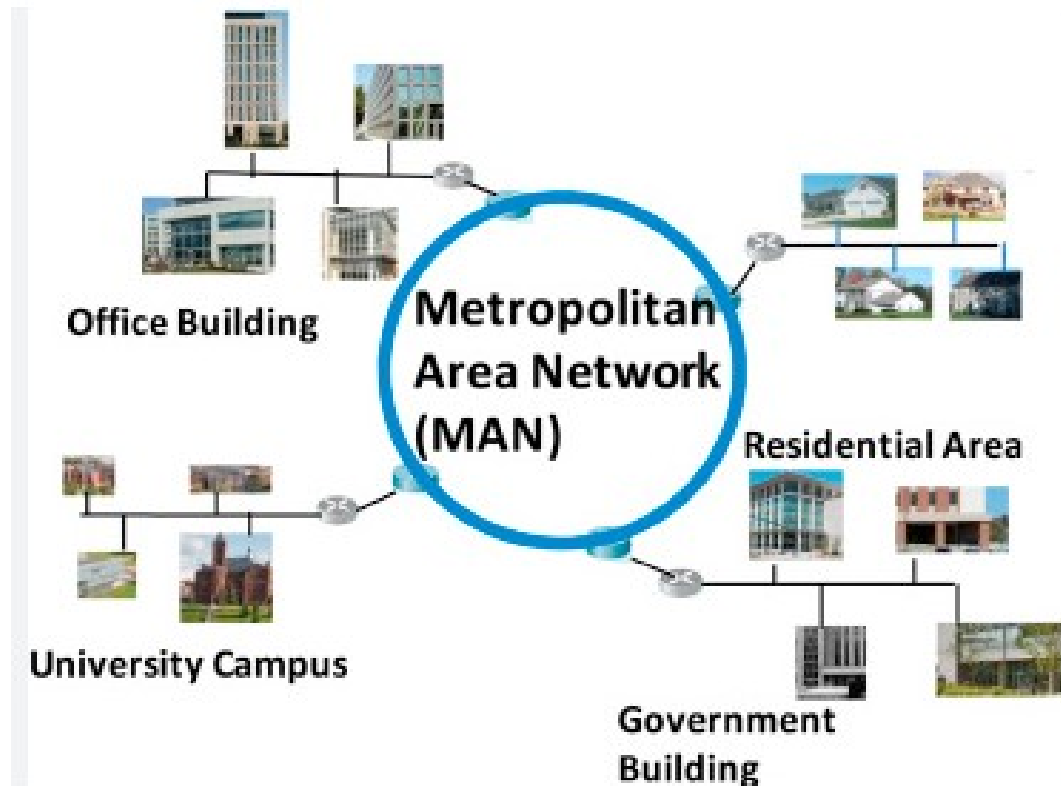 Office Building
Metropolitan
Area Network
(MAN)
Residential Area
University Campus
Government
Building